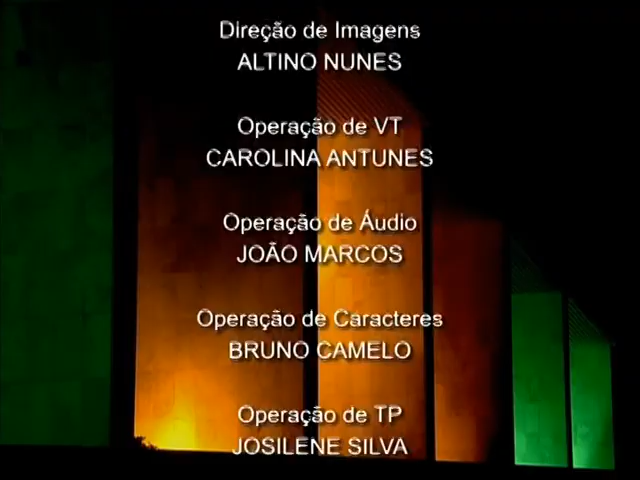 Direção de Imagens
ALTINO NUNES
Operação de VT
CAROLINA ANTUNES
Operação de Áudio
JOÃO MARCOS
Operação de Caracteres
BRUNO CAMELO
Operação de TP
JOSILENE SILVA